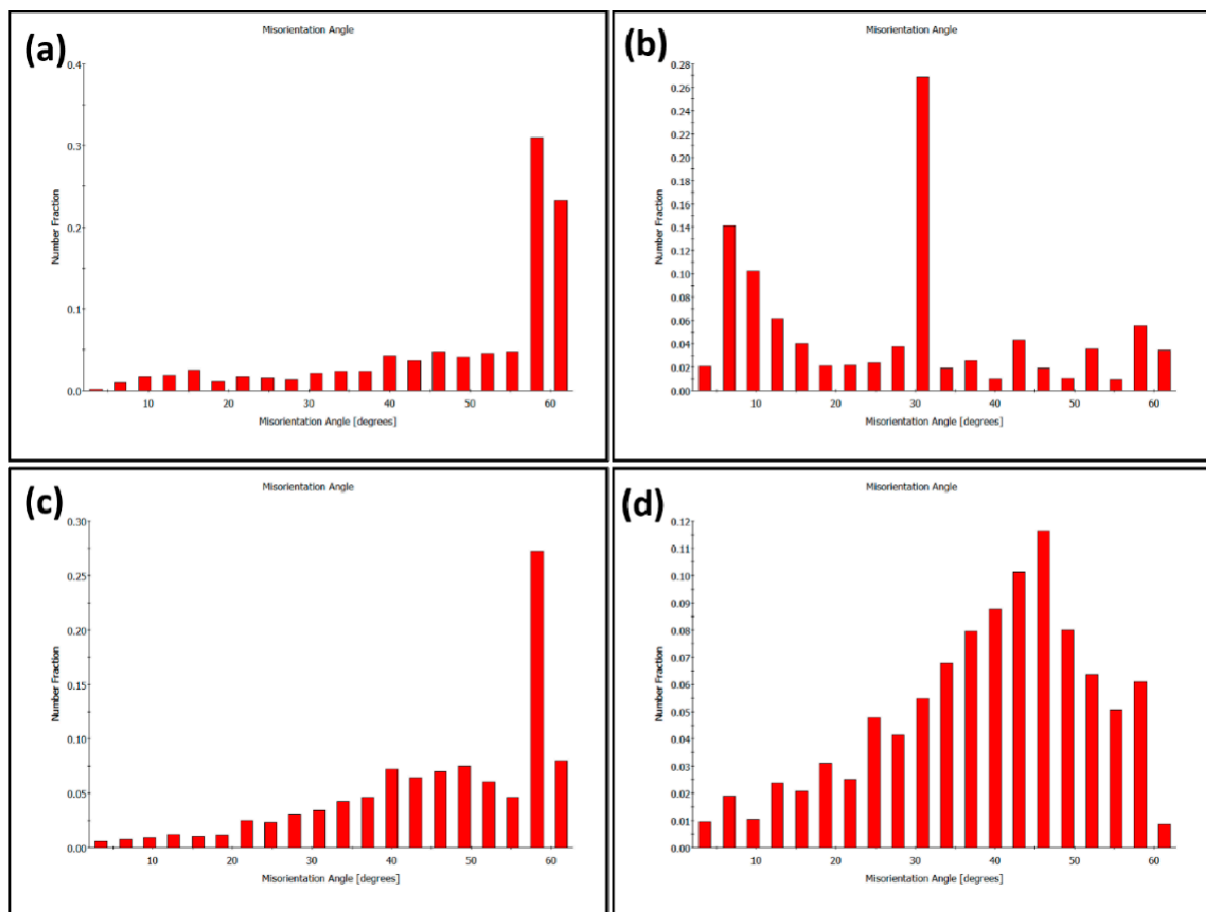 (a)
Misorientation Angle
0.4
0.3
0.2
0.1
0.0
Number Fraction
10 20 30 40 50 60
Misorientation Angle [degrees]
(b)
Misorientation Angle
0.28
0.26
0.24
0.22
0.20
0.18
0.16
0.14
0.12
0.10
0.08
0.06
0.04
0.02
0.00
Number Fraction
10 20 30 40 50 60
Misorientation Angle [degrees]
(c)
Misorientation Angle
0.30
0.25
0.20
0.15
0.10
0.05
0.00
Number Fraction
10 20 30 40 50 60
Misorientation Angle [degrees]
(d)
Misorientation Angle
0.12
0.11
0.10
0.09
0.08
0.07
0.06
0.05
0.04
0.03
0.02
0.01
0.00
Number Fraction
10 20 30 40 50 60
Misorientation Angle [degrees]